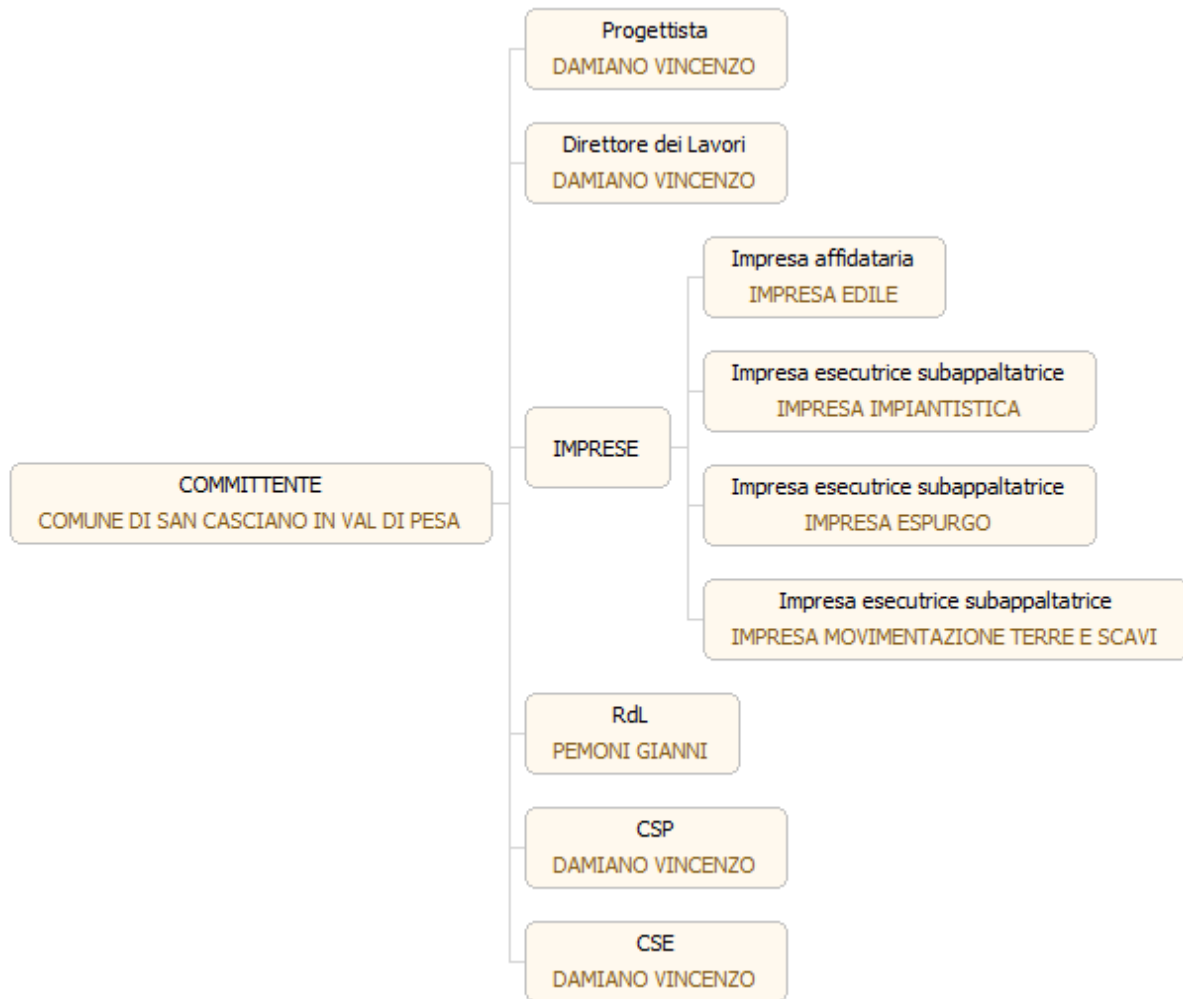 Progettista
DAMIANO VINCENZO
Direttore dei Lavori
DAMIANO VINCENZO
Impresa affidataria
IMPRESA EDILE
Impresa esecutrice subappaltatrice
IMPRESA IMPIANTISTICA
IMPRESE
COMMITTENTE
COMUNE DI SAN CASCIANO IN VAL DI PESA
Impresa esecutrice subappaltatrice
IMPRESA ESPURGO
Impresa esecutrice subappaltatrice
IMPRESA MOVIMENTAZIONE TERRE E SCAVI
RdL
PEMONI GIANNI
CSP
DAMIANO VINCENZO
CSE
DAMIANO VINCENZO